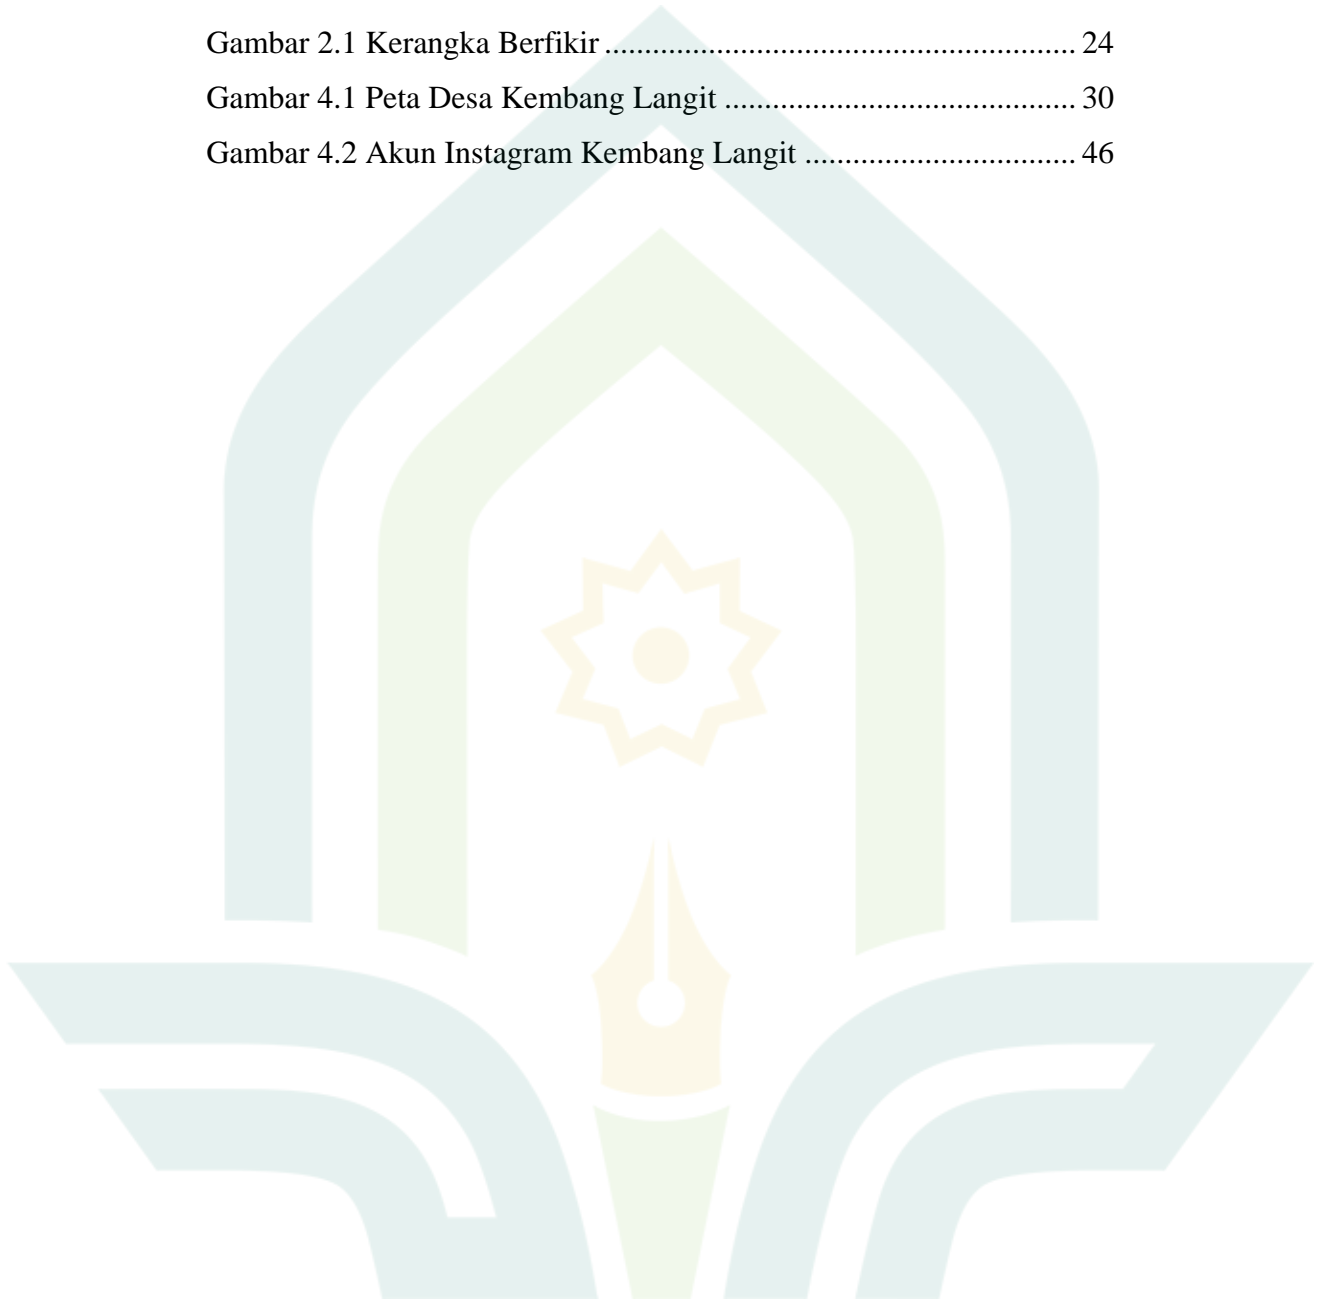 Gambar 2.1 Kerangka Berfikir ........................................................... 24
Gambar 4.1 Peta Desa Kembang Langit ............................................ 30
Gambar 4.2 Akun Instagram Kembang Langit .................................. 46